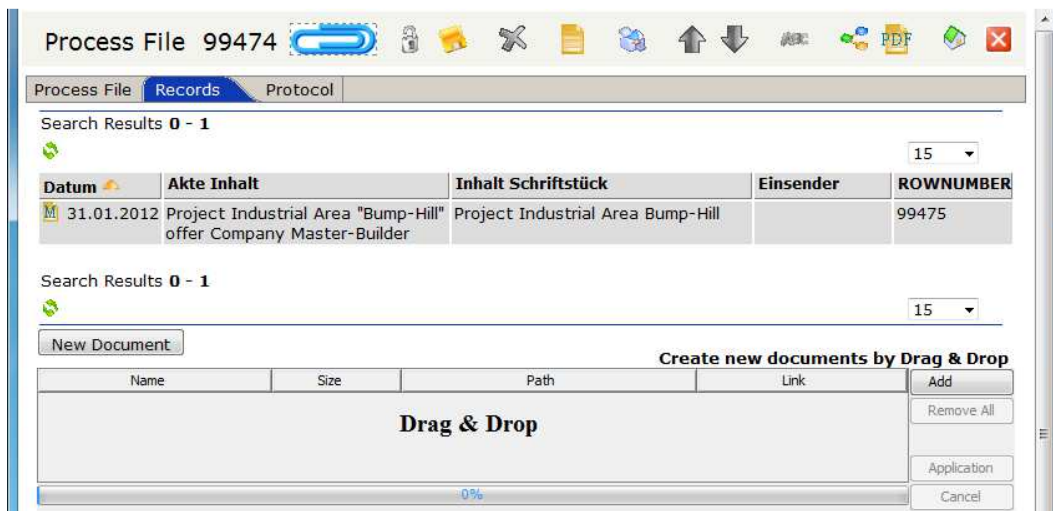 Process File 99474
ABC
PDF
Process File Records Protocol
Search Results 0 - 1
15
Datum Akte Inhalt Inhalt Schriftstück Einsender ROWNUMBER
M 31.01.2012 Project Industrial Area "Bump-Hill" Project Industrial Area Bump-Hill 99475
offer Company Master-Builder
Search Results 0 - 1
15
New Document
Create new documents by Drag & Drop
Name Size Path Link Add
Remove All
Drag & Drop
Application
0%
Cancel